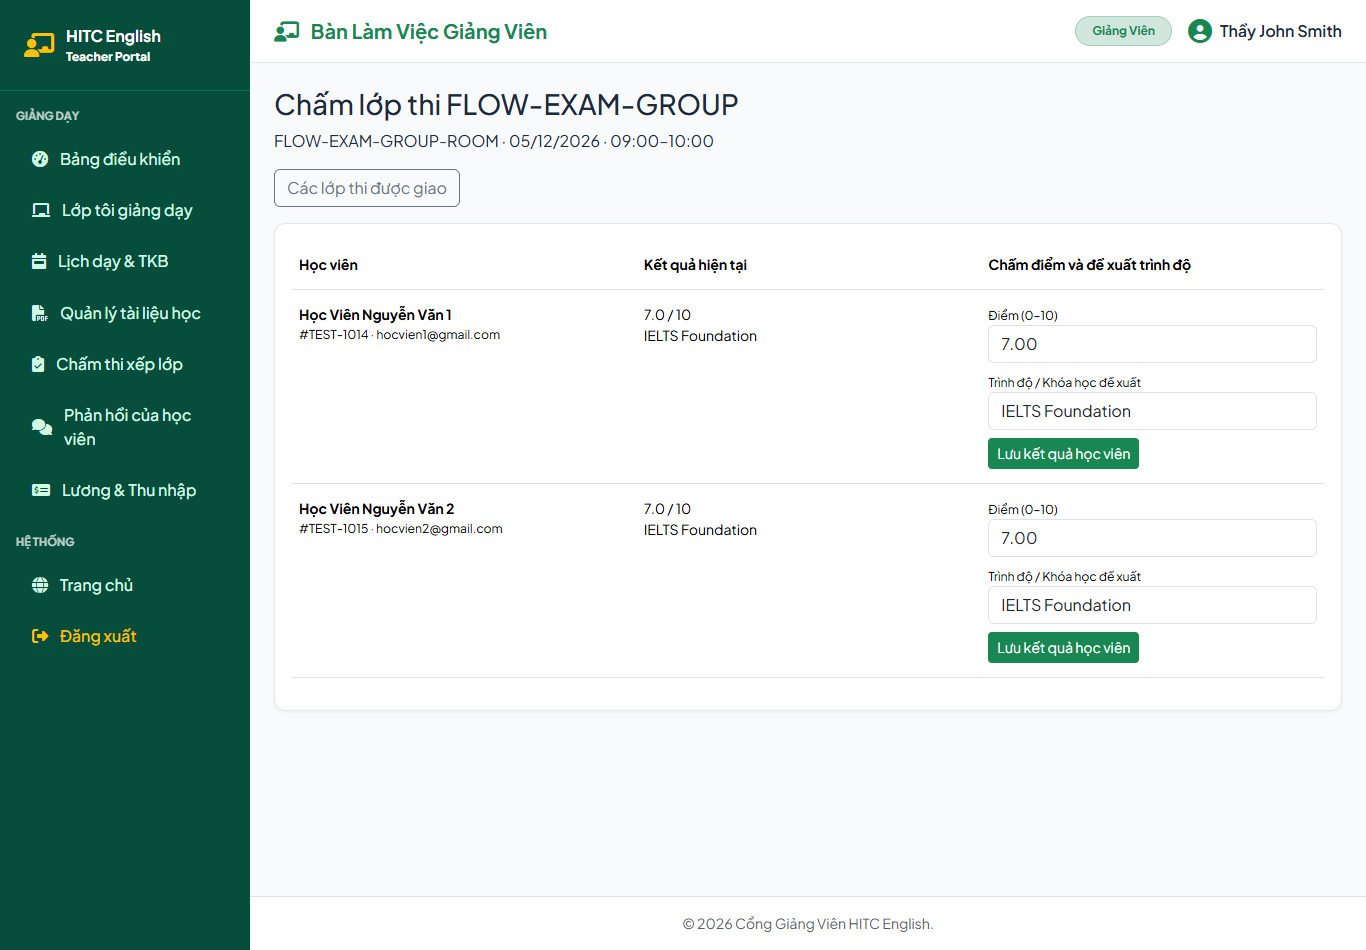 HITC English
Teacher Portal
GIẢNG DẠY
Bảng điều khiển
Lớp tôi giảng dạy
Lịch dạy & TKB
Quản lý tài liệu học
Chấm thi xếp lớp
Phản hồi của học
viên
Lương & Thu nhập
HỆ THỐNG
Trang chủ
Đăng xuất
Bàn Làm Việc Giảng Viên
Giảng Viên
Thầy John Smith
Chấm lớp thi FLOW-EXAM-GROUP
FLOW-EXAM-GROUP-ROOM · 05/12/2026 · 09:00–10:00
Các lớp thi được giao
Học viên
Kết quả hiện tại
Chấm điểm và đề xuất trình độ
Học Viên Nguyễn Văn 1
#TEST-1014 · hocvien1@gmail.com
7.0 / 10
IELTS Foundation
Điểm (0–10)
7.00
Trình độ / Khóa học đề xuất
IELTS Foundation
Lưu kết quả học viên
Học Viên Nguyễn Văn 2
#TEST-1015 · hocvien2@gmail.com
7.0 / 10
IELTS Foundation
Điểm (0–10)
7.00
Trình độ / Khóa học đề xuất
IELTS Foundation
Lưu kết quả học viên
© 2026 Cổng Giảng Viên HITC English.